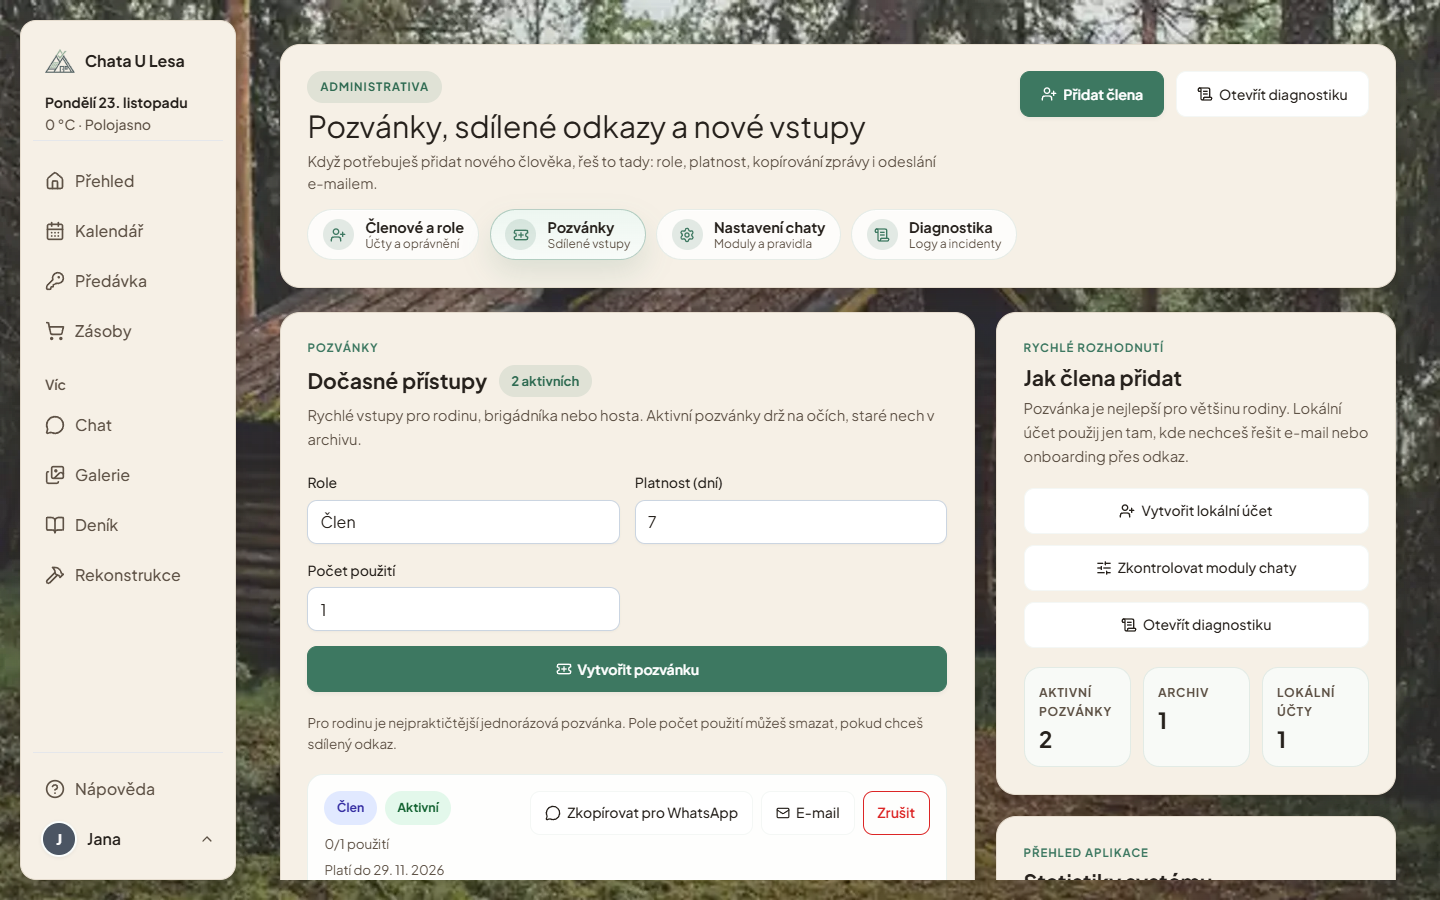 Chata U Lesa
Pondělí 23. listopadu
0 °C · Polojasno
Přehled
Kalendář
Předávka
Zásoby
Víc
Chat
Galerie
Deník
Rekonstrukce
Nápověda
J
Jana
ADMINISTRATIVA
Pozvánky, sdílené odkazy a nové vstupy
Když potřebuješ přidat nového člověka, řeš to tady: role, platnost, kopírování zprávy i odeslání
e-mailem.
Přidat člena
Otevřít diagnostiku
Členové a role
Účty a oprávnění
Pozvánky
Sdílené vstupy
Nastavení chaty
Moduly a pravidla
Diagnostika
Logy a incidenty
POZVÁNKY
Dočasné přístupy
2 aktivních
Rychlé vstupy pro rodinu, brigádníka nebo hosta. Aktivní pozvánky drž na očích, staré nech v
archivu.
Role
Člen
Platnost (dní)
7
Počet použití
1
Vytvořit pozvánku
Pro rodinu je nejpraktičtější jednorázová pozvánka. Pole počet použití můžeš smazat, pokud chceš
sdílený odkaz.
Člen
Aktivní
Zkopírovat pro WhatsApp
E-mail
Zrušit
0/1 použití
Platí do 29. 11. 2026
RYCHLÉ ROZHODNUTÍ
Jak člena přidat
Pozvánka je nejlepší pro většinu rodiny. Lokální
účet použij jen tam, kde nechceš řešit e-mail nebo
onboarding přes odkaz.
Vytvořit lokální účet
Zkontrolovat moduly chaty
Otevřít diagnostiku
AKTIVNÍ
POZVÁNKY
2
ARCHIV
1
LOKÁLNÍ
ÚČTY
1
PŘEHLED APLIKACE
Statistiky systému